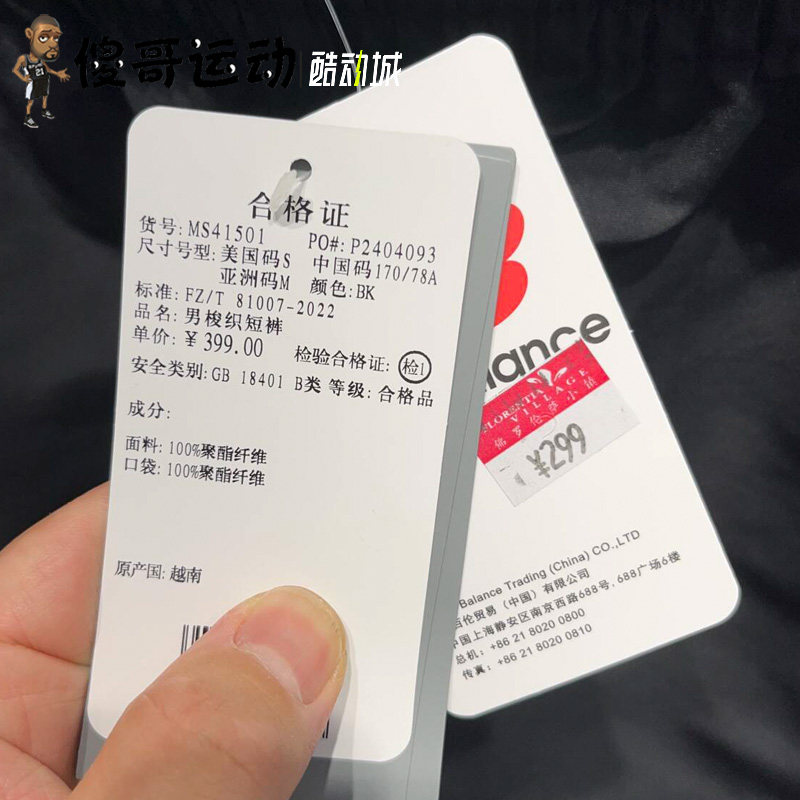 傻哥运动
酷动城
21
合格证
货号: MS41501 PO#: P2404093
尺寸号型: 美国码S 中国码170/78A
亚洲码M 颜色: BK
标准: FZ/T 81007-2022
品名: 男梭织短裤
单价: ¥ 399.00 检验合格证: 检1
安全类别: GB 18401 B类 等级: 合格品
成分:
面料: 100%聚酯纤维
口袋: 100%聚酯纤维
原产国: 越南
lance
FLORENTIA
VILLAGE
佛罗伦萨小镇
¥299
Balance Trading (China) CO.,LTD
百伦贸易（中国）有限公司
中国上海静安区南京西路688号, 688广场6楼
总机: +86 21 8020 0800
传真: +86 21 8020 0810